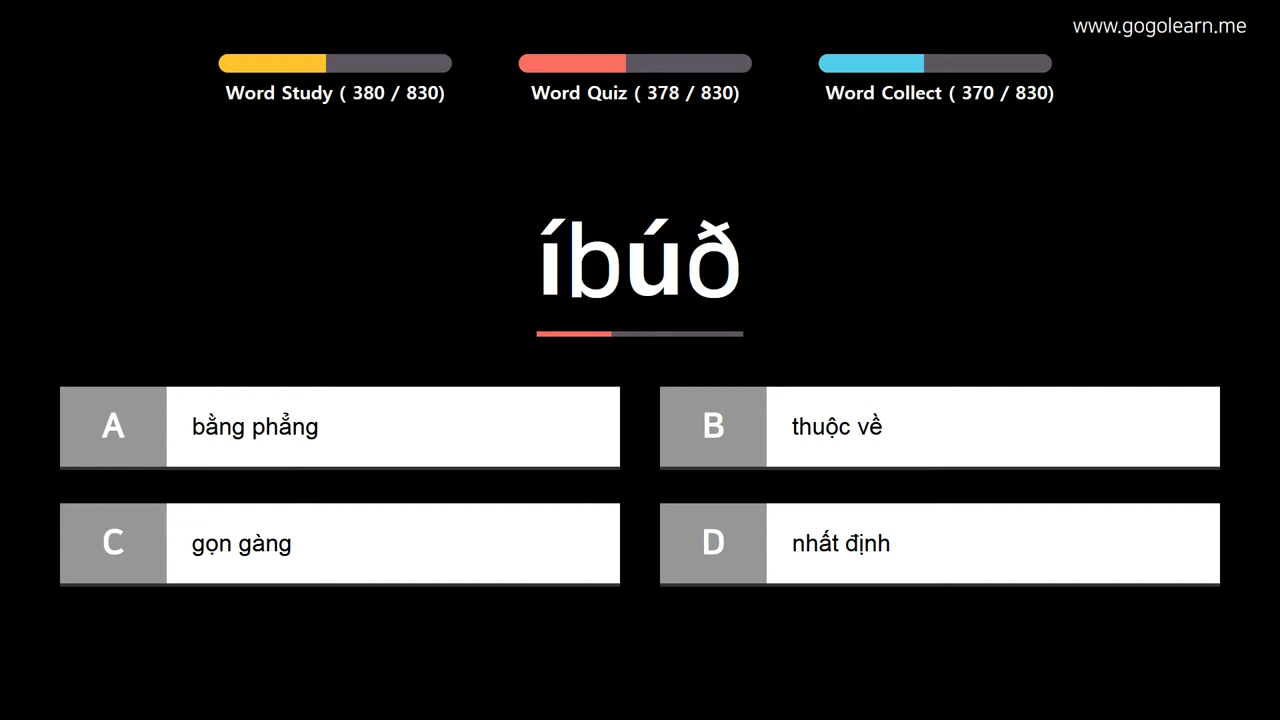 www.gogolearn.me
Word Study ( 380 / 830)
Word Quiz ( 378 / 830)
Word Collect ( 370 / 830)
íbúð
A bằng phẳng
B thuộc về
C gọn gàng
D nhất định